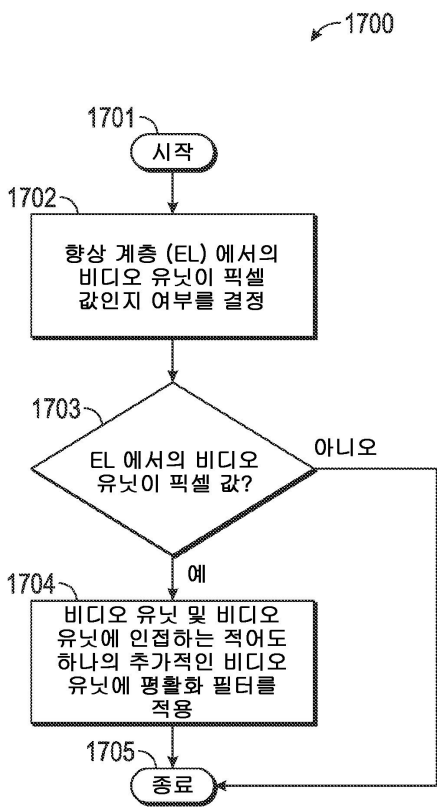 1700
1701
시작
1702
향상 계층 (EL) 에서의
비디오 유닛이 픽셀
값인지 여부를 결정
1703
EL 에서의 비디오
유닛이 픽셀 값?
아니오
예
1704
비디오 유닛 및 비디오
유닛에 인접하는 적어도
하나의 추가적인 비디오
유닛에 평활화 필터를
적용
1705
종료